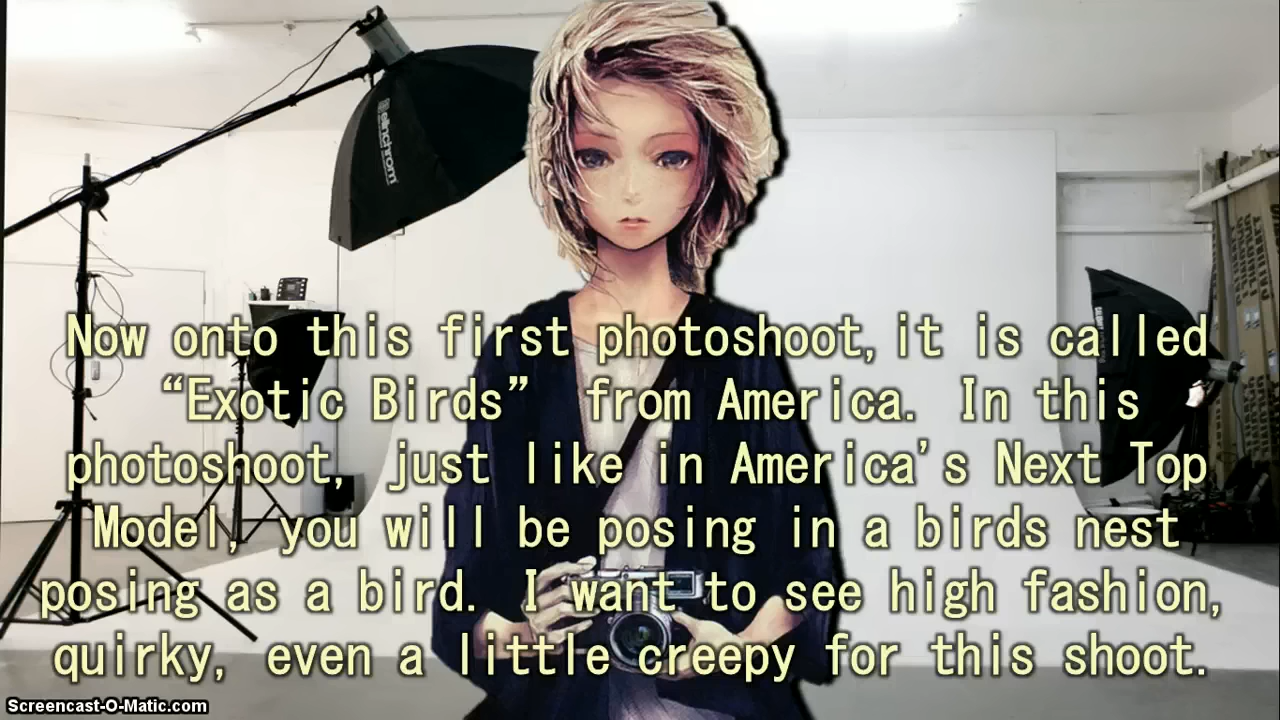 elinchrom
Now onto this first photoshoot,it is called
“Exotic Birds” from America. In this
photoshoot, just like in America's Next Top
Model, you will be posing in a birds nest
posing as a bird. I want to see high fashion,
quirky, even a little creepy for this shoot.
Screencast-O-Matic.com